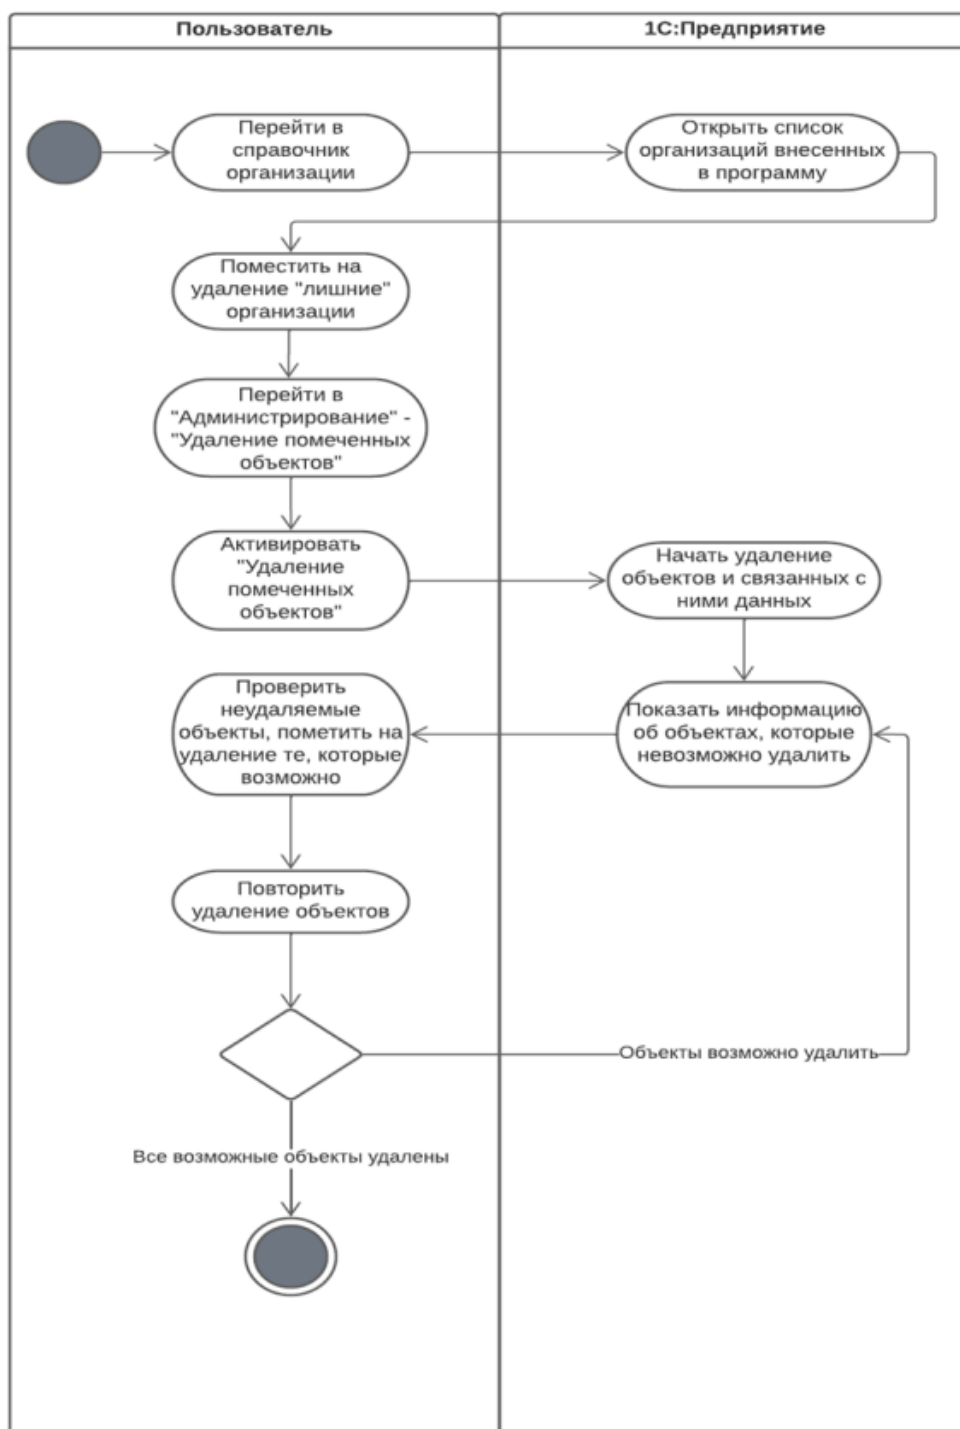 Пользователь
1С:Предприятие
Перейти в
справочник
организации
Открыть список
организаций внесенных
в программу
Поместить на
удаление "лишние"
организации
Перейти в
"Администрирование" -
"Удаление помеченных
объектов"
Активировать
"Удаление
помеченных
объектов"
Начать удаление
объектов и связанных с
ними данных
Показать информацию
об объектах, которые
невозможно удалить
Проверить
неудаляемые
объекты, пометить на
удаление те, которые
возможно
Повторить
удаление объектов
Объекты возможно удалить
Все возможные объекты удалены